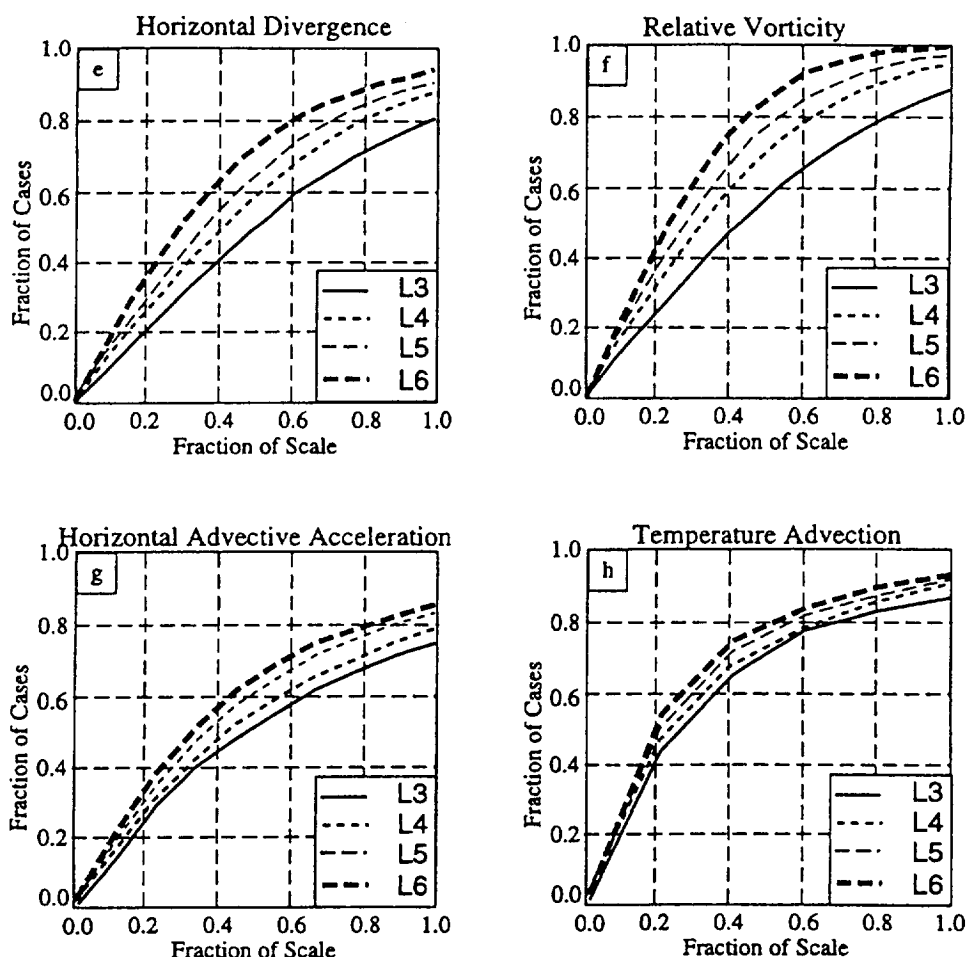 Horizontal Divergence
e
1.0
0.8
0.6
0.4
0.2
0.0
Fraction of Cases
L3
L4
L5
L6
0.0 0.2 0.4 0.6 0.8 1.0
Fraction of Scale
Relative Vorticity
f
1.0
0.8
0.6
0.4
0.2
0.0
Fraction of Cases
L3
L4
L5
L6
0.0 0.2 0.4 0.6 0.8 1.0
Fraction of Scale
Horizontal Advective Acceleration
g
1.0
0.8
0.6
0.4
0.2
0.0
Fraction of Cases
L3
L4
L5
L6
0.0 0.2 0.4 0.6 0.8 1.0
Fraction of Scale
Temperature Advection
h
1.0
0.8
0.6
0.4
0.2
0.0
Fraction of Cases
L3
L4
L5
L6
0.0 0.2 0.4 0.6 0.8 1.0
Fraction of Scale